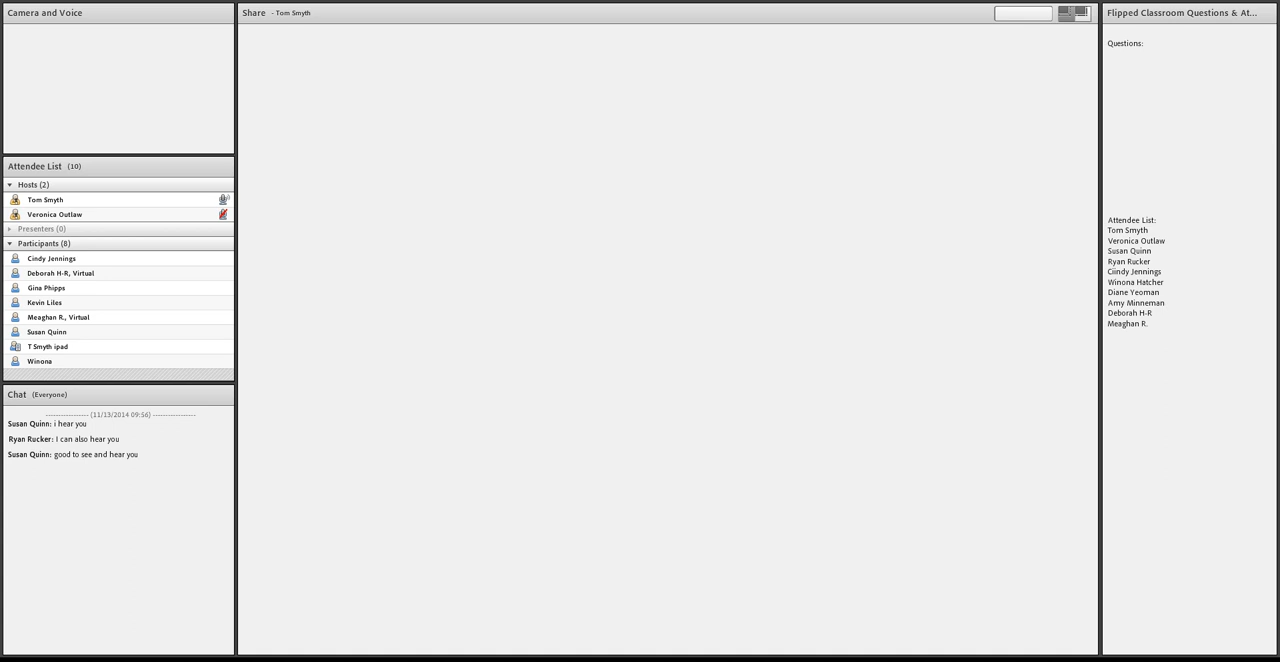 Camera and Voice
Attendee List (10)
Hosts (2)
Tom Smyth
Veronica Outlaw
Presenters (0)
Participants (8)
Cindy Jennings
Deborah H-R, Virtual
Gina Phipps
Kevin Liles
Meaghan R., Virtual
Susan Quinn
T Smyth ipad
Winona
Chat (Everyone)
----------------- (11/13/2014 09:56) -----------------
Susan Quinn: i hear you
Ryan Rucker: I can also hear you
Susan Quinn: good to see and hear you
Share - Tom Smyth
Flipped Classroom Questions & At...
Questions:
Attendee List:
Tom Smyth
Veronica Outlaw
Susan Quinn
Ryan Rucker
Ciindy Jennings
Winona Hatcher
Diane Yeoman
Amy Minneman
Deborah H-R
Meaghan R.